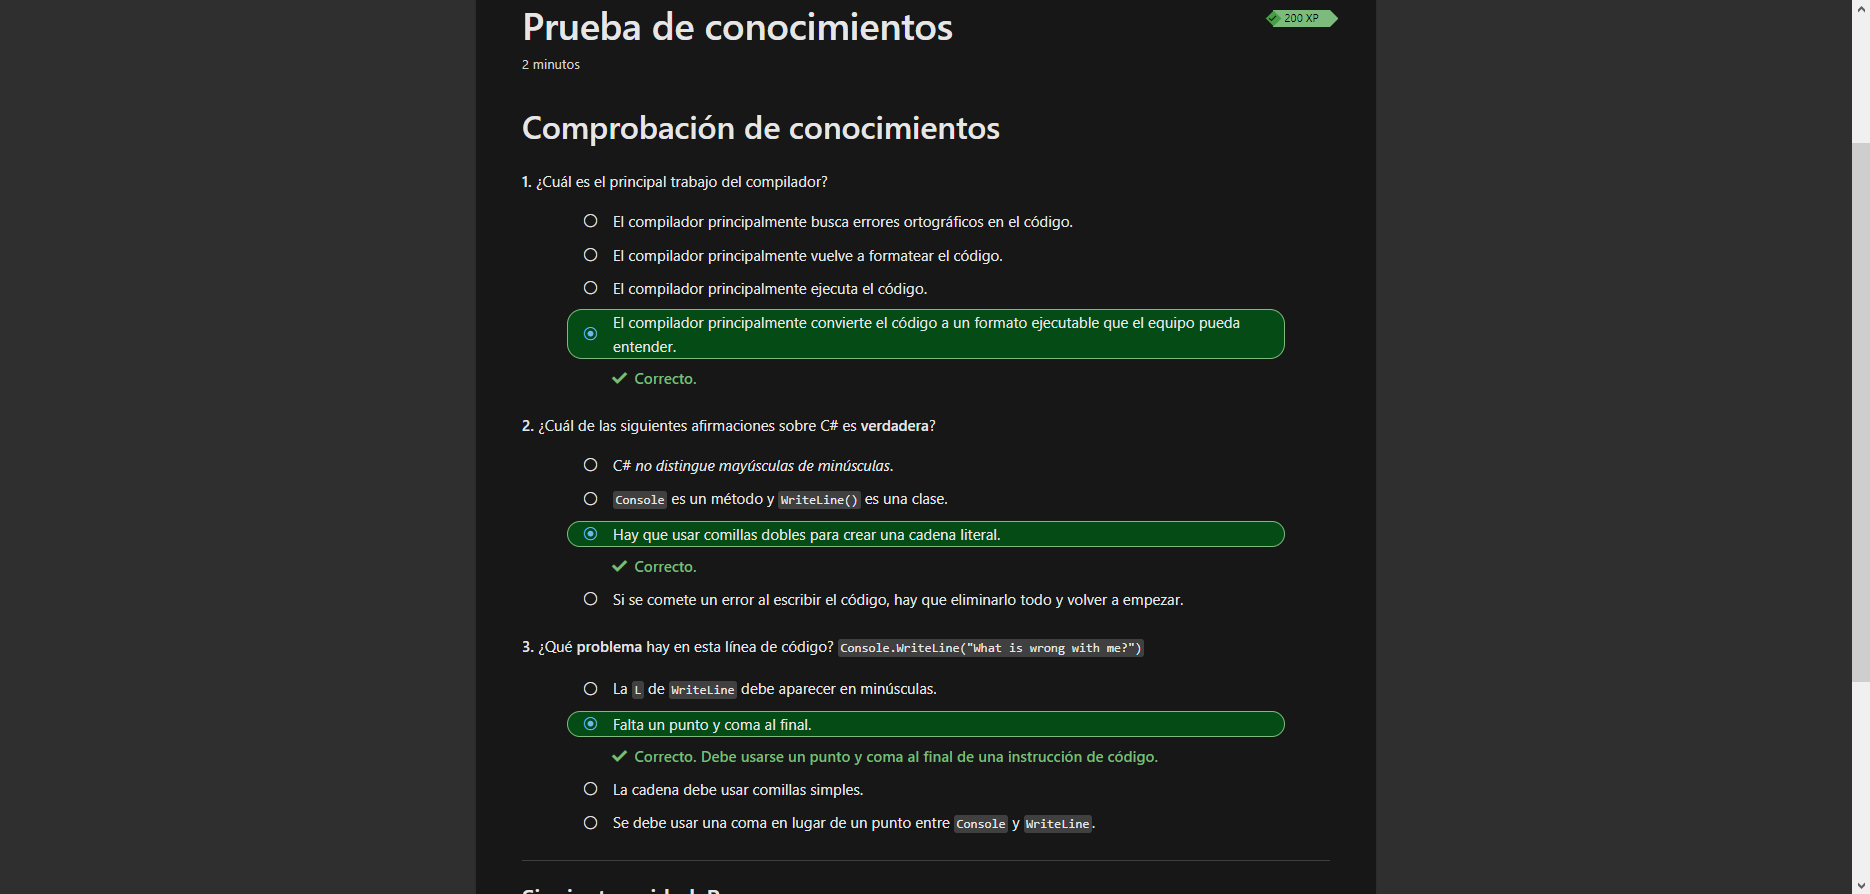 Prueba de conocimientos
200 XP
2 minutos
Comprobación de conocimientos
1. ¿Cuál es el principal trabajo del compilador?
El compilador principalmente busca errores ortográficos en el código.
El compilador principalmente vuelve a formatear el código.
El compilador principalmente ejecuta el código.
El compilador principalmente convierte el código a un formato ejecutable que el equipo pueda
entender.
Correcto.
2. ¿Cuál de las siguientes afirmaciones sobre C# es verdadera?
C# no distingue mayúsculas de minúsculas.
Console es un método y WriteLine() es una clase.
Hay que usar comillas dobles para crear una cadena literal.
Correcto.
Si se comete un error al escribir el código, hay que eliminarlo todo y volver a empezar.
3. ¿Qué problema hay en esta línea de código? Console.WriteLine("What is wrong with me?")
La L de WriteLine debe aparecer en minúsculas.
Falta un punto y coma al final.
Correcto. Debe usarse un punto y coma al final de una instrucción de código.
La cadena debe usar comillas simples.
Se debe usar una coma en lugar de un punto entre Console y WriteLine.